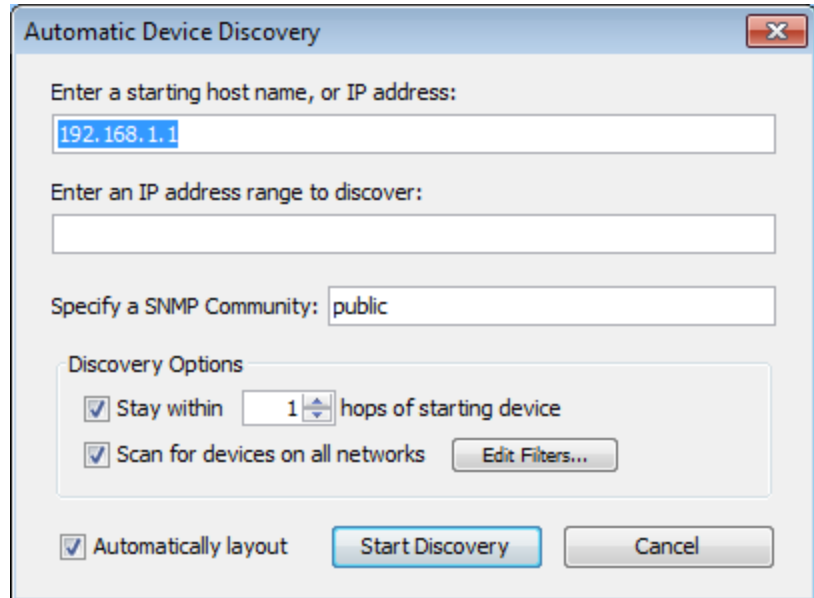 Automatic Device Discovery
Enter a starting host name, or IP address:
192.168.1.1
Enter an IP address range to discover:
Specify a SNMP Community: public
Discovery Options
Stay within 1 hops of starting device
Scan for devices on all networks Edit Filters...
Automatically layout Start Discovery Cancel